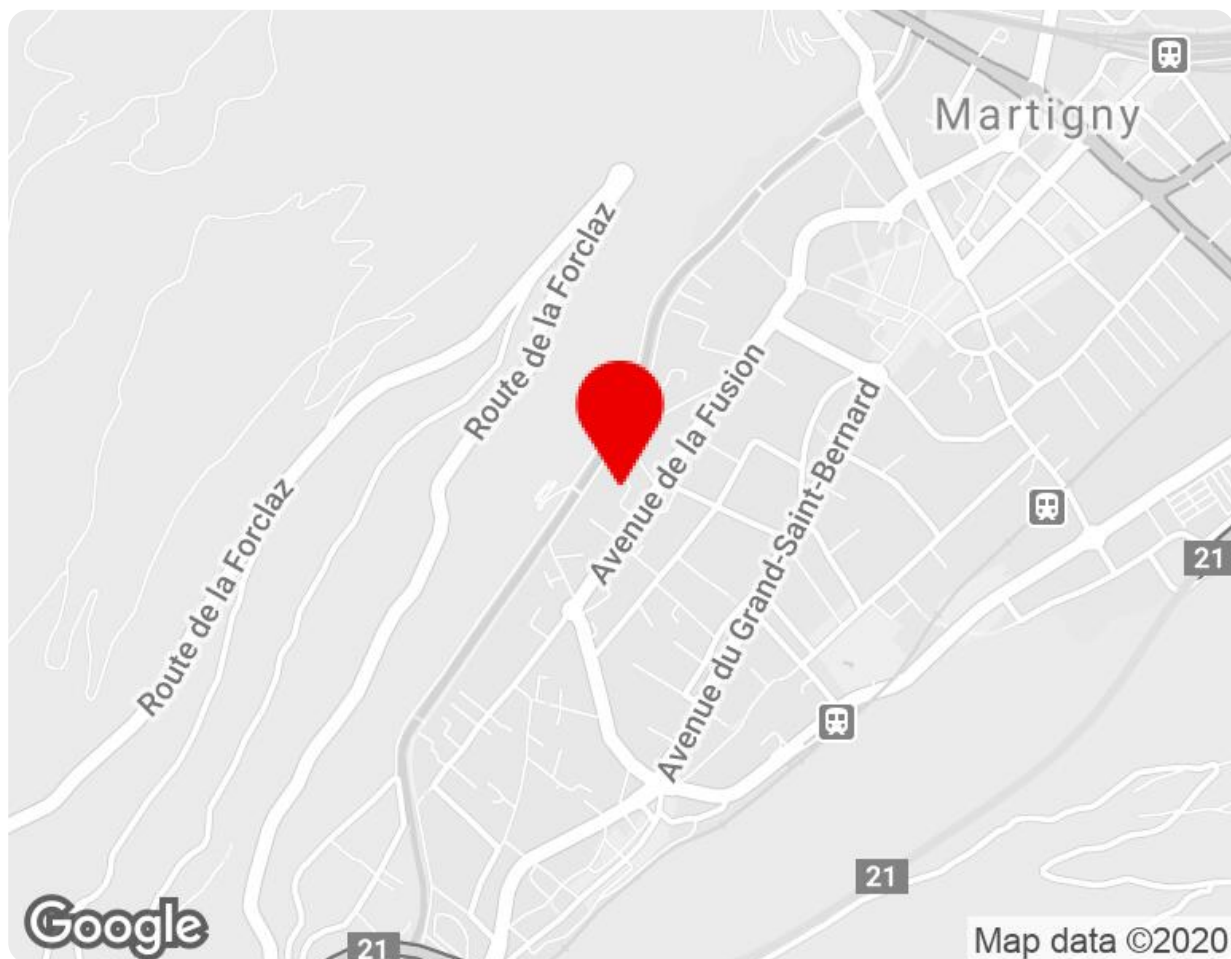 Martigny
Route de la Forclaz
Avenue de la Fusion
Avenue du Grand-Saint-Bernard
Route de la Forclaz
21
21
21
Google
Map data ©2020